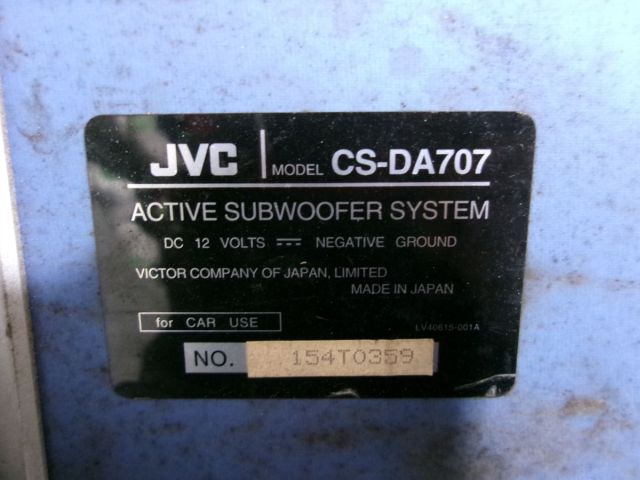 JVC MODEL CS-DA707
ACTIVE SUBWOOFER SYSTEM
DC 12 VOLTS ⎓ NEGATIVE GROUND
VICTOR COMPANY OF JAPAN, LIMITED
MADE IN JAPAN
for CAR USE
LV40615-001A
NO. 154T0359